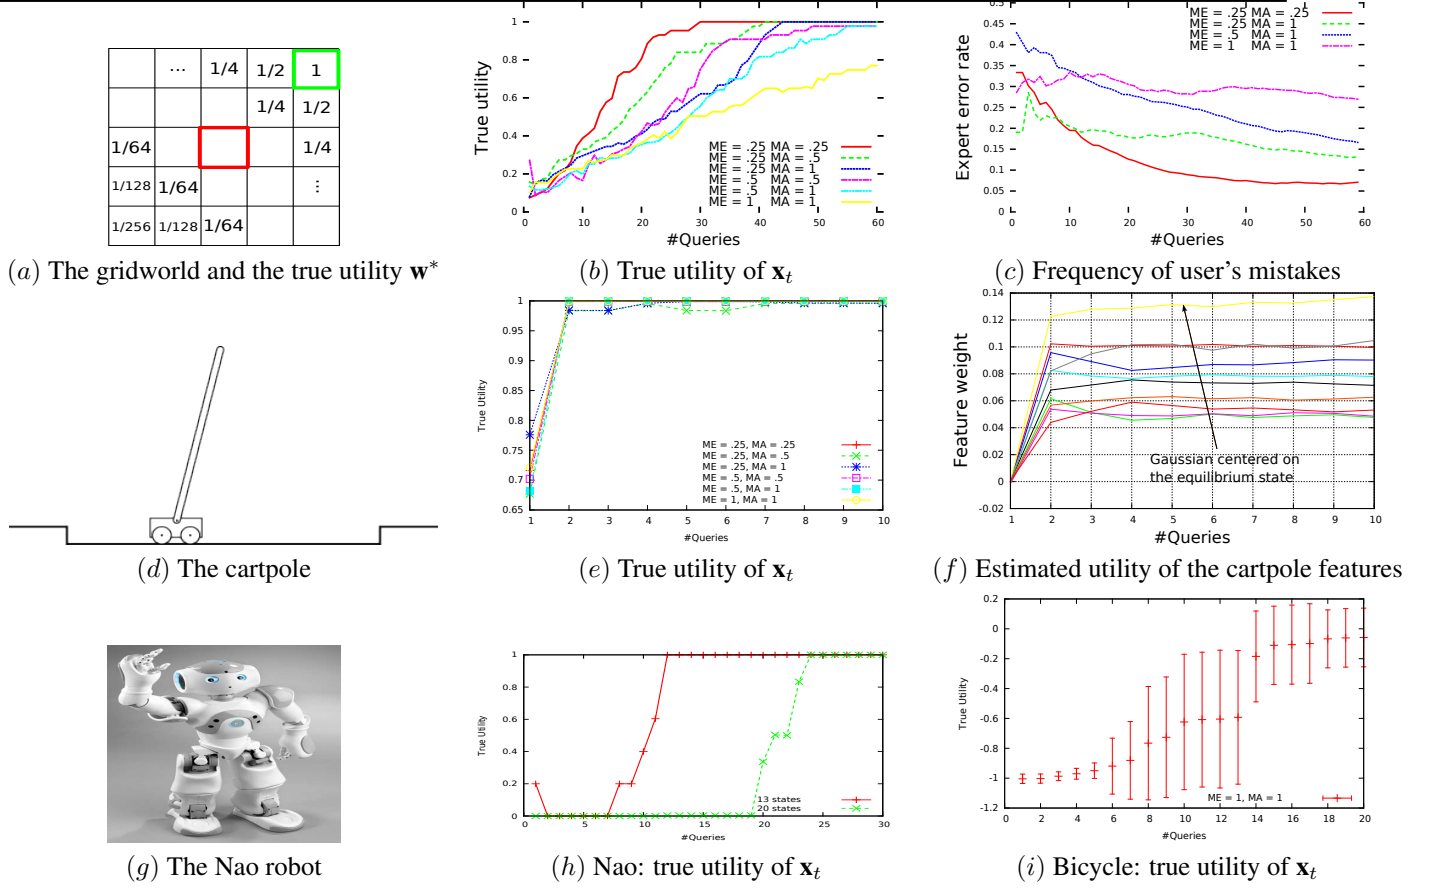 ... 1/4 1/2 1
1/4 1/2
1/64 1/4
1/128 1/64 ⋮
1/256 1/128 1/64
(a) The gridworld and the true utility w*
True utility
1
0.8
0.6
0.4
0.2
0
0 10 20 30 40 50 60
#Queries
ME = .25 MA = .25
ME = .25 MA = .5
ME = .25 MA = 1
ME = .5 MA = .5
ME = .5 MA = 1
ME = 1 MA = 1
(b) True utility of x_t
Expert error rate
0.5
0.45
0.4
0.35
0.3
0.25
0.2
0.15
0.1
0.05
0
0 10 20 30 40 50 60
#Queries
ME = .25 MA = .25
ME = .25 MA = 1
ME = .5 MA = 1
ME = 1 MA = 1
(c) Frequency of user's mistakes
(d) The cartpole
True Utility
1
0.95
0.9
0.85
0.8
0.75
0.7
0.65
1 2 3 4 5 6 7 8 9 10
#Queries
ME = .25, MA = .25
ME = .25, MA = .5
ME = .25, MA = 1
ME = .5, MA = .5
ME = .5, MA = 1
ME = 1, MA = 1
(e) True utility of x_t
Feature weight
0.14
0.12
0.1
0.08
0.06
0.04
0.02
0
-0.02
1 2 3 4 5 6 7 8 9 10
#Queries
Gaussian centered on
the equilibrium state
(f) Estimated utility of the cartpole features
(g) The Nao robot
True Utility
1
0.8
0.6
0.4
0.2
0
0 5 10 15 20 25 30
#Queries
13 states
20 states
(h) Nao: true utility of x_t
True Utility
0.2
0
-0.2
-0.4
-0.6
-0.8
-1
-1.2
0 2 4 6 8 10 12 14 16 18 20
#Queries
ME = 1, MA = 1
(i) Bicycle: true utility of x_t